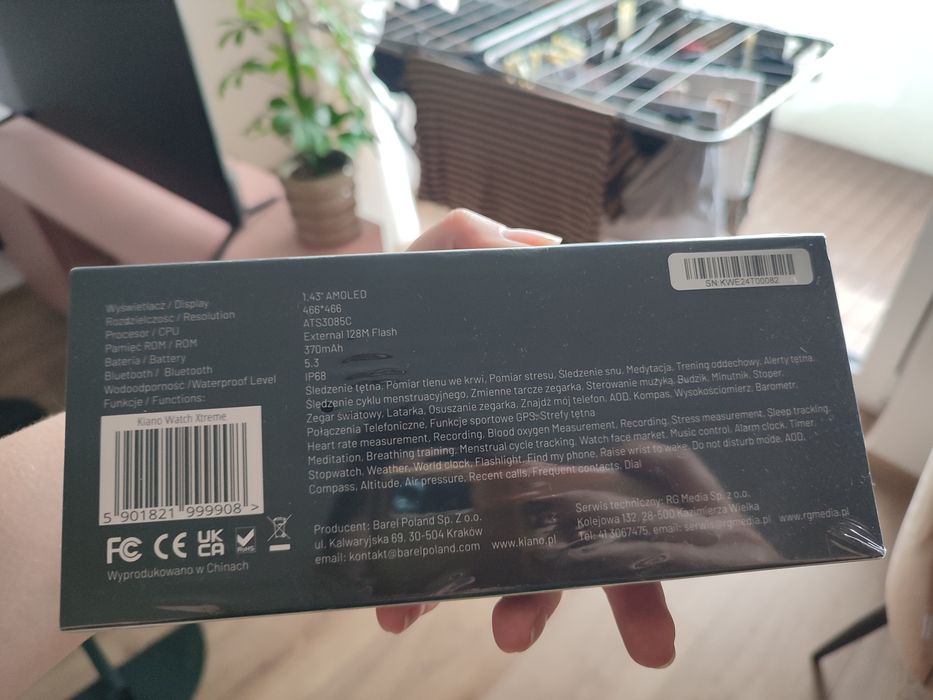 SN:KWE24T00082
Wyświetlacz / Display
1.43" AMOLED
Rozdzielczość / Resolution
466*466
Procesor / CPU
ATS3085C
Pamięć ROM / ROM
External 128M Flash
Bateria / Battery
370mAh
Bluetooth / Bluetooth
5.3
Wodoodporność /Waterproof Level
IP68
Funkcje / Functions:
Śledzenie tętna, Pomiar tlenu we krwi, Pomiar stresu, Śledzenie snu, Medytacja, Trening oddechowy, Alerty tętna,
Śledzenie cyklu menstruacyjnego, Zmienne tarcze zegarka, Sterowanie muzyką, Budzik, Minutnik, Stoper,
Zegar światowy, Latarka, Osuszanie zegarka, Znajdź mój telefon, AOD, Kompas, Wysokościomierz, Barometr,
Połączenia Telefoniczne, Funkcje sportowe GPS, Strefy tętna
Heart rate measurement, Recording, Blood oxygen Measurement, Recording, Stress measurement, Sleep tracking,
Meditation, Breathing training, Menstrual cycle tracking, Watch face market, Music control, Alarm clock, Timer,
Stopwatch, Weather, World clock, Flashlight, Find my phone, Raise wrist to wake, Do not disturb mode, AOD,
Compass, Altitude, Air pressure, Recent calls, Frequent contacts, Dial
Kiano Watch Xtreme
5 901821 999908 >
FC CE UK CA RoHS
Wyprodukowano w Chinach
Producent: Barel Poland Sp. Z o.o.
ul. Kalwaryjska 69, 30-504 Kraków
email: kontakt@barelpoland.com
www.kiano.pl
Serwis techniczny: RG Media Sp. z o.o.
Kolejowa 132, 28-500 Kazimierza Wielka
Tel: 41 3067475, email: serwis@rgmedia.pl
www.rgmedia.pl